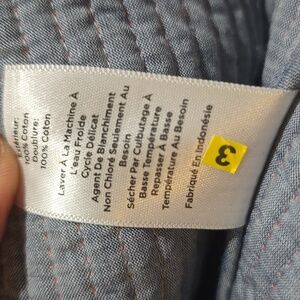 Extérieur:
100% Coton
Doublure:
100% Coton
Laver À La Machine À
L'eau Froide
Cycle Délicat
Agent De Blanchiment
Non Chloré Seulement Au
Besoin
Sécher Par Culbutage À
Basse Température
Repasser À Basse
Température Au Besoin
Fabriqué En Indonésie
3